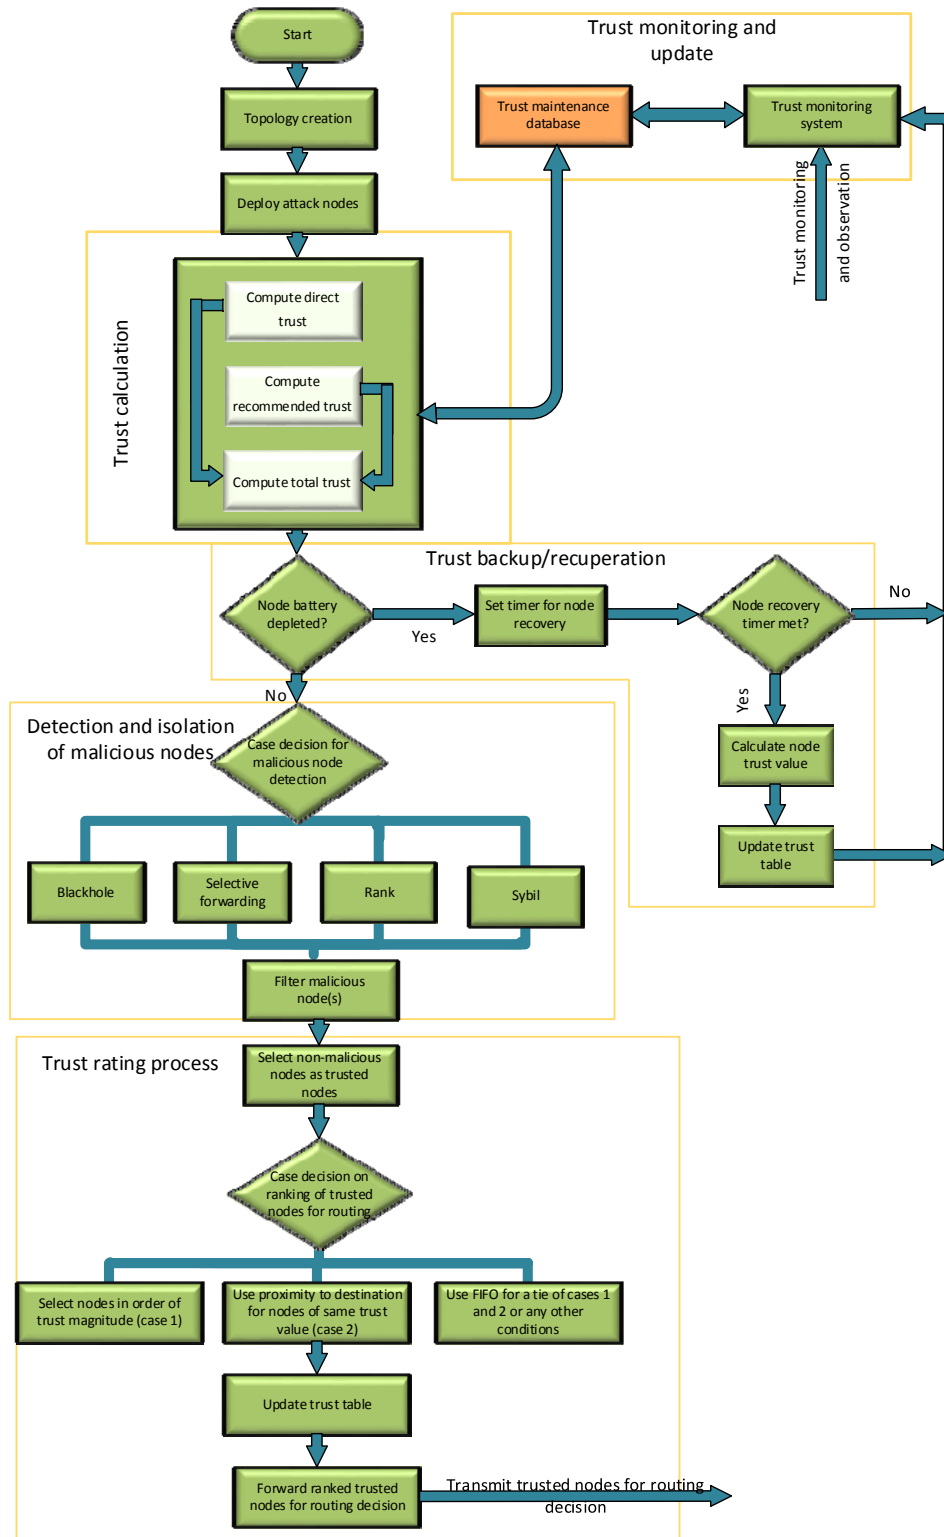 Start
Trust monitoring and
update
Topology creation
Trust maintenance
database
Trust monitoring
system
Deploy attack nodes
Trust monitoring
and observation
Trust calculation
Compute direct
trust
Compute
recommended trust
Compute total trust
Trust backup/recuperation
Node battery
depleted?
Yes
Set timer for node
recovery
Node recovery
timer met?
No
No
Yes
Calculate node
trust value
Update trust
table
Detection and isolation
of malicious nodes
Case decision for
malicious node
detection
Blackhole
Selective
forwarding
Rank
Sybil
Filter malicious
node(s)
Trust rating process
Select non-malicious
nodes as trusted
nodes
Case decision on
ranking of trusted
nodes for routing
Select nodes in order of
trust magnitude (case 1)
Use proximity to destination
for nodes of same trust
value (case 2)
Use FIFO for a tie of cases 1
and 2 or any other
conditions
Update trust table
Forward ranked trusted
nodes for routing decision
Transmit trusted nodes for routing
decision